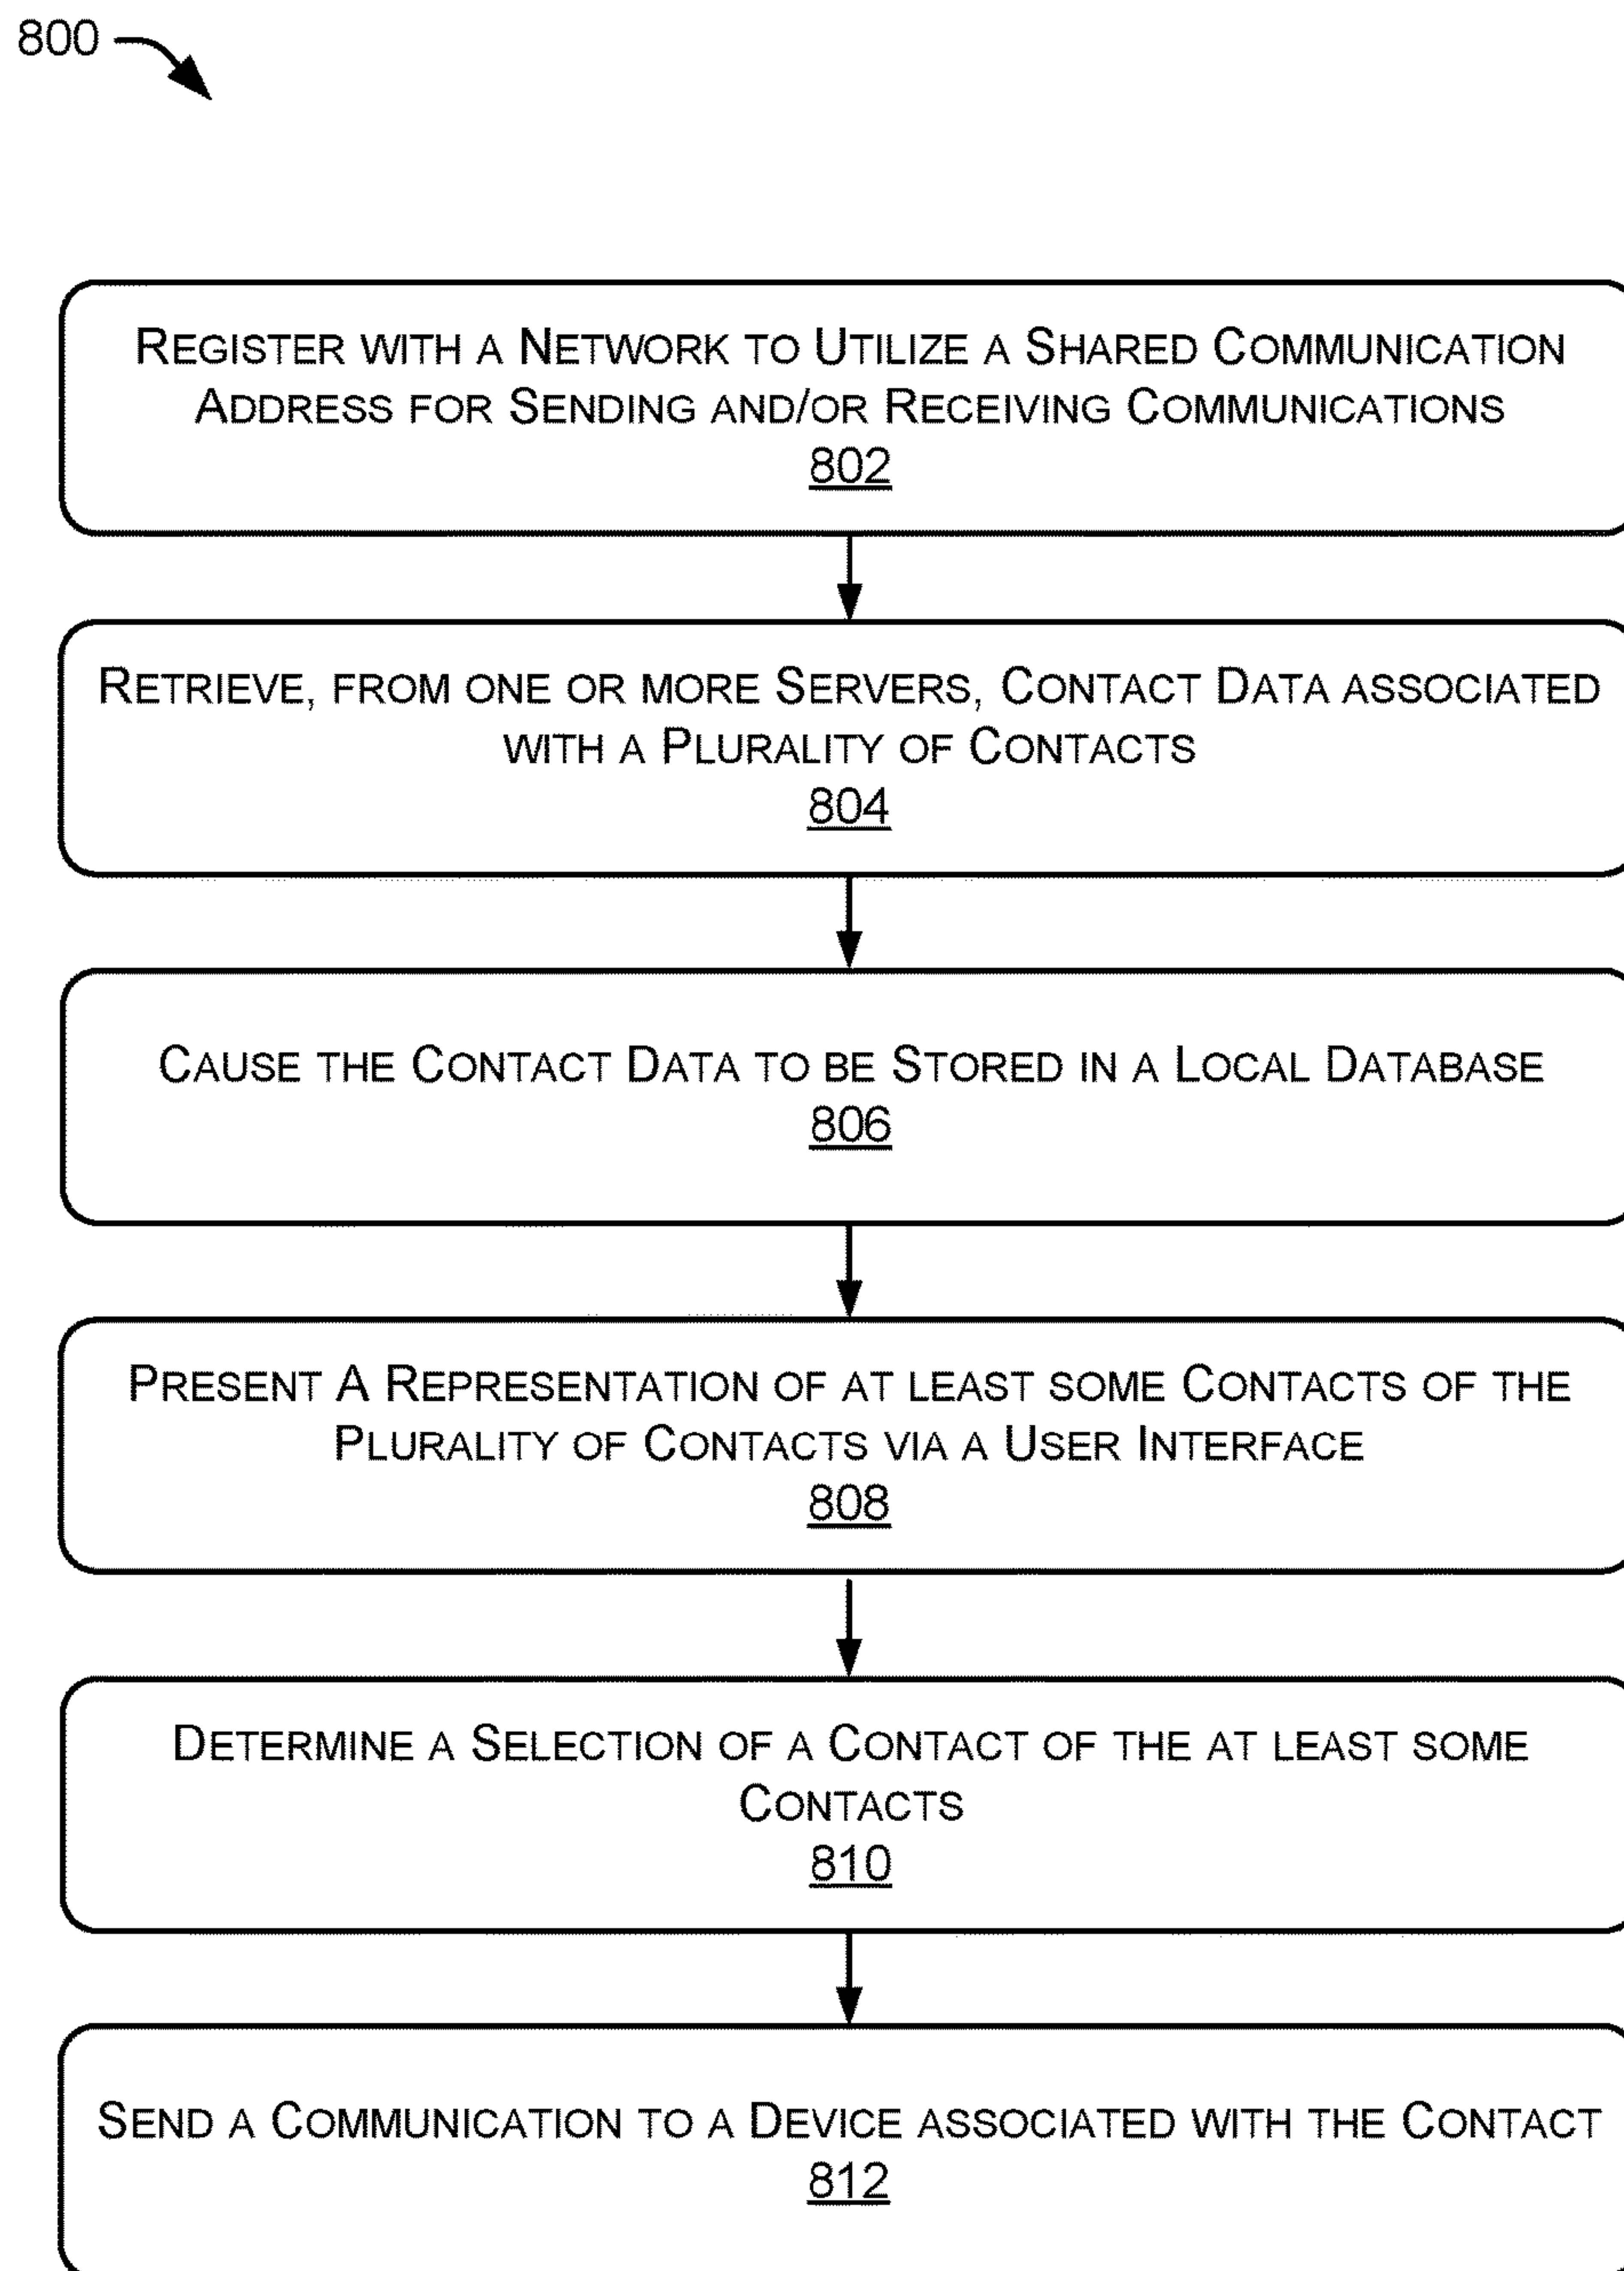 800
REGISTER WITH A NETWORK TO UTILIZE A SHARED COMMUNICATION
ADDRESS FOR SENDING AND/OR RECEIVING COMMUNICATIONS
802
RETRIEVE, FROM ONE OR MORE SERVERS, CONTACT DATA ASSOCIATED
WITH A PLURALITY OF CONTACTS
804
CAUSE THE CONTACT DATA TO BE STORED IN A LOCAL DATABASE
806
PRESENT A REPRESENTATION OF AT LEAST SOME CONTACTS OF THE
PLURALITY OF CONTACTS VIA A USER INTERFACE
808
DETERMINE A SELECTION OF A CONTACT OF THE AT LEAST SOME
CONTACTS
810
SEND A COMMUNICATION TO A DEVICE ASSOCIATED WITH THE CONTACT
812